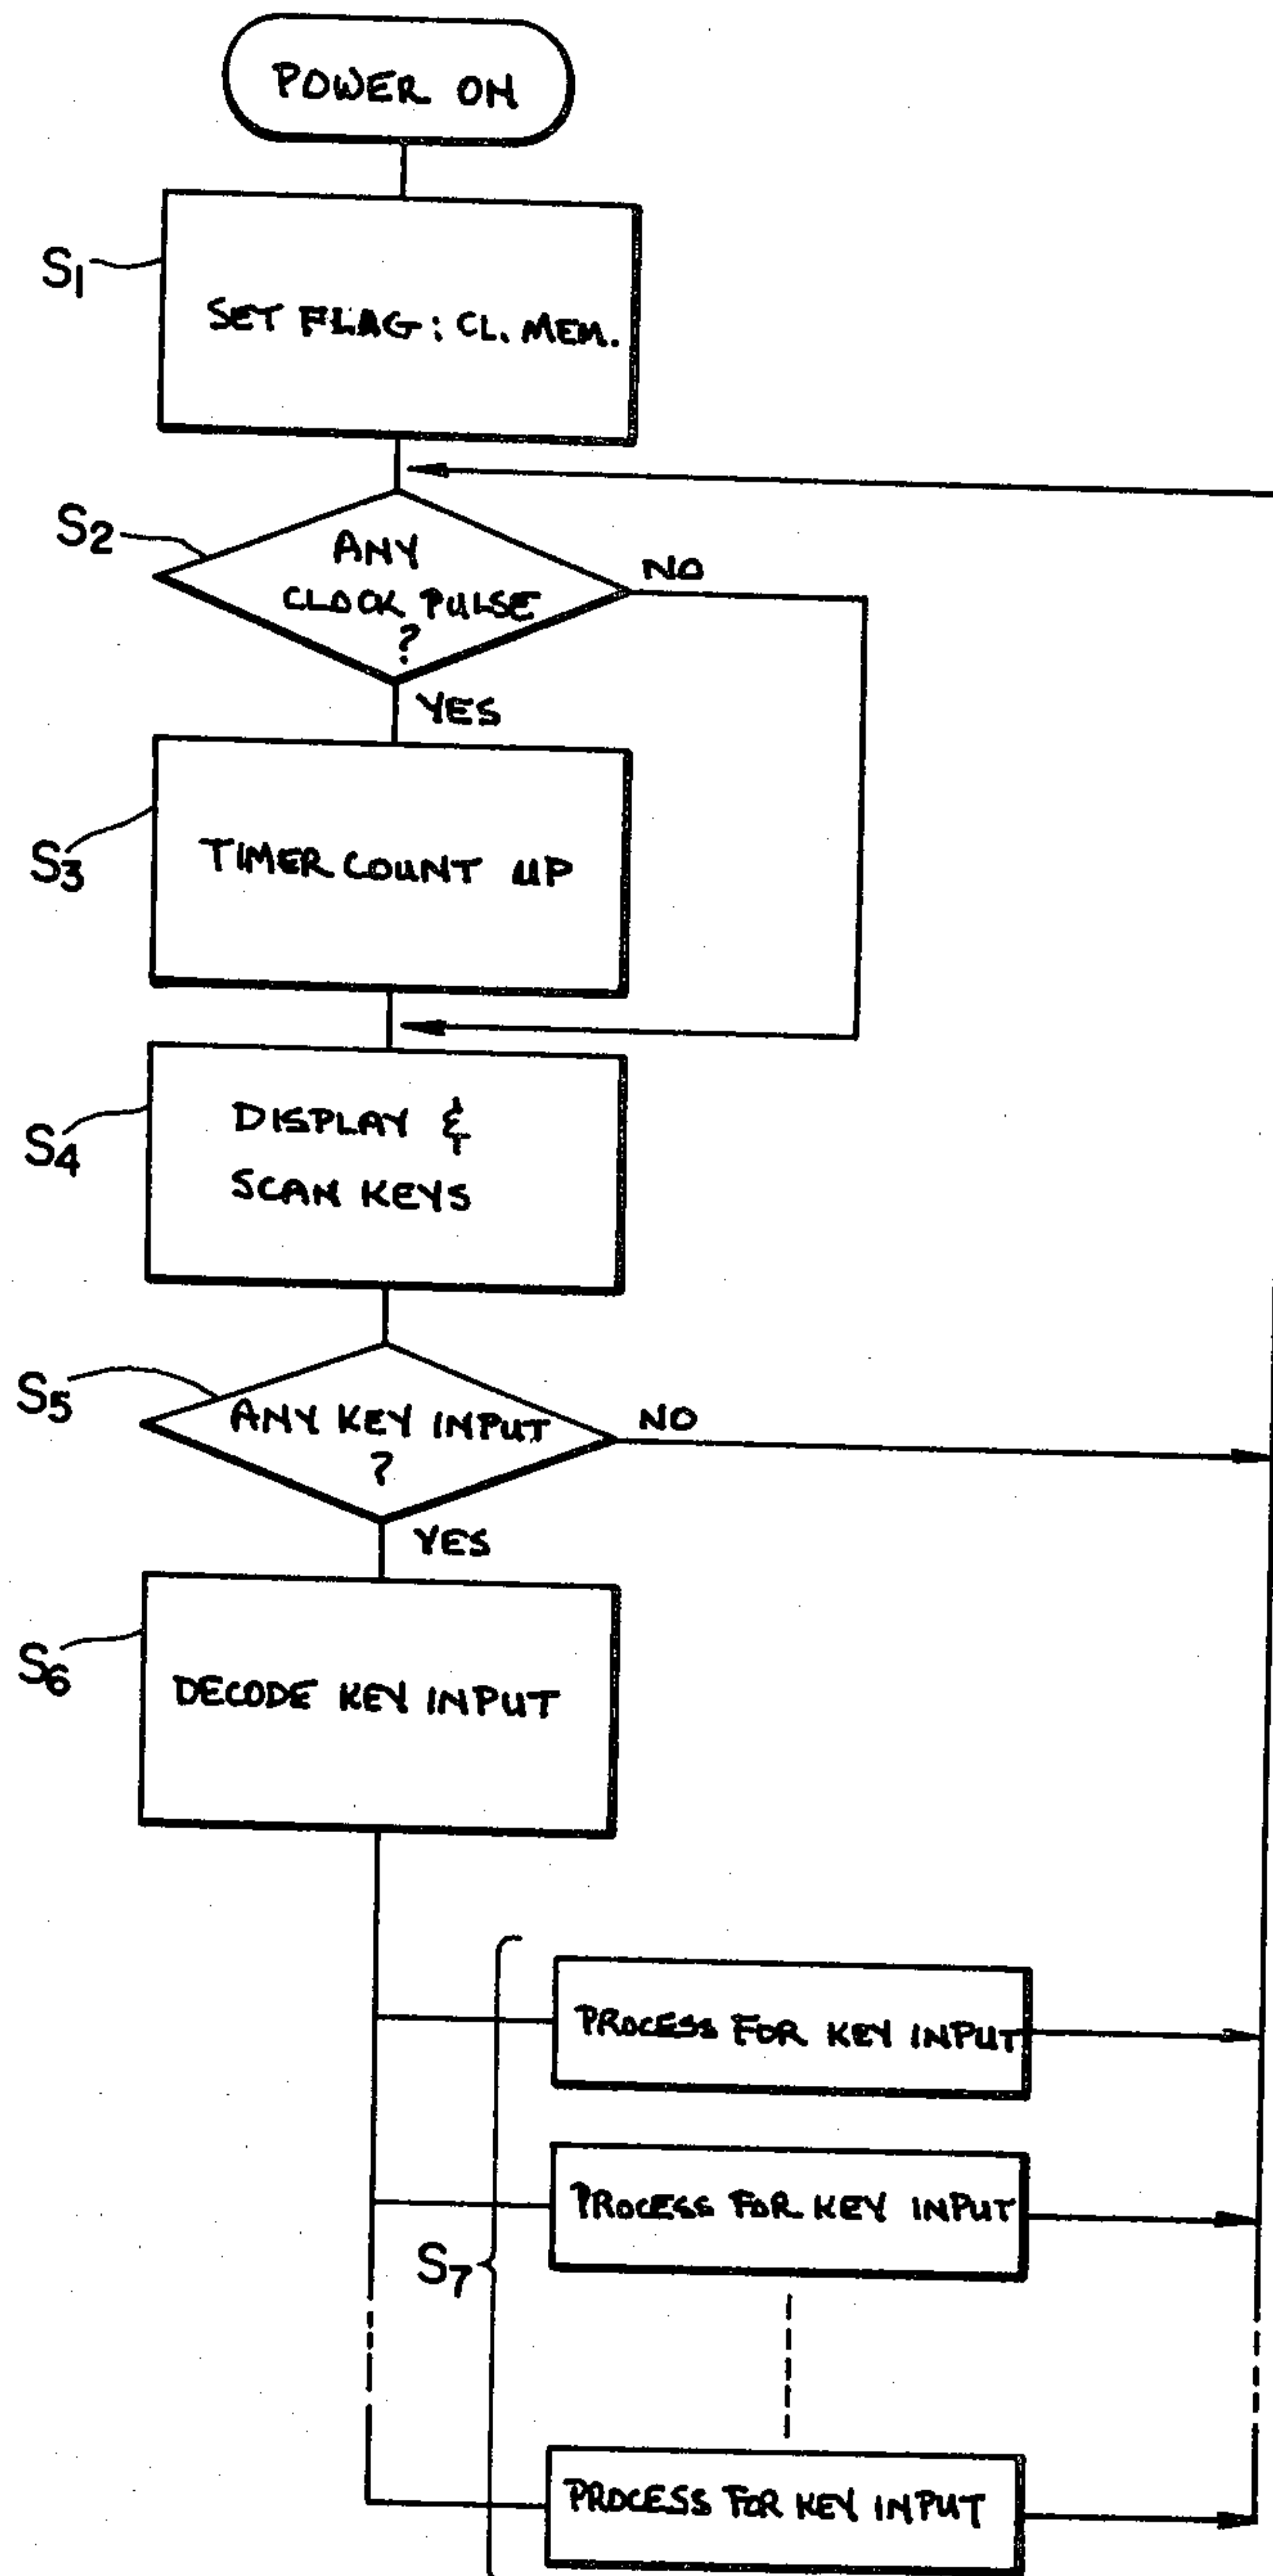 POWER ON
S1
SET FLAG; CL. MEM.
S2
ANY
CLOCK PULSE
?
NO
YES
S3
TIMER COUNT UP
S4
DISPLAY &
SCAN KEYS
S5
ANY KEY INPUT
?
NO
YES
S6
DECODE KEY INPUT
S7
PROCESS FOR KEY INPUT
PROCESS FOR KEY INPUT
PROCESS FOR KEY INPUT